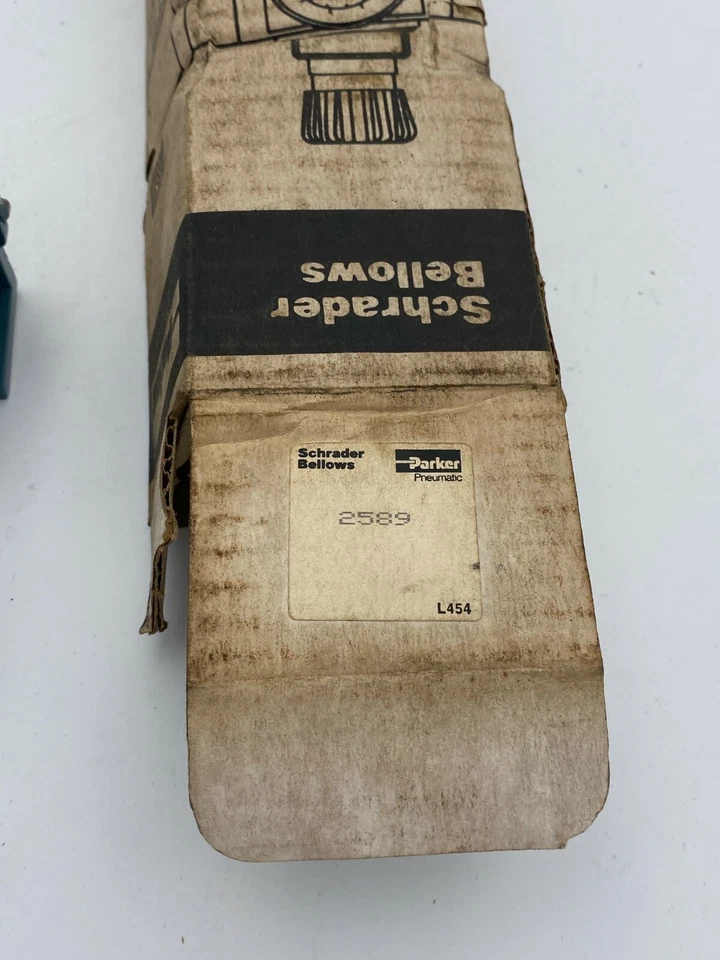 Schrader
Bellows
Schrader
Bellows
Parker
Pneumatic
2589
L454